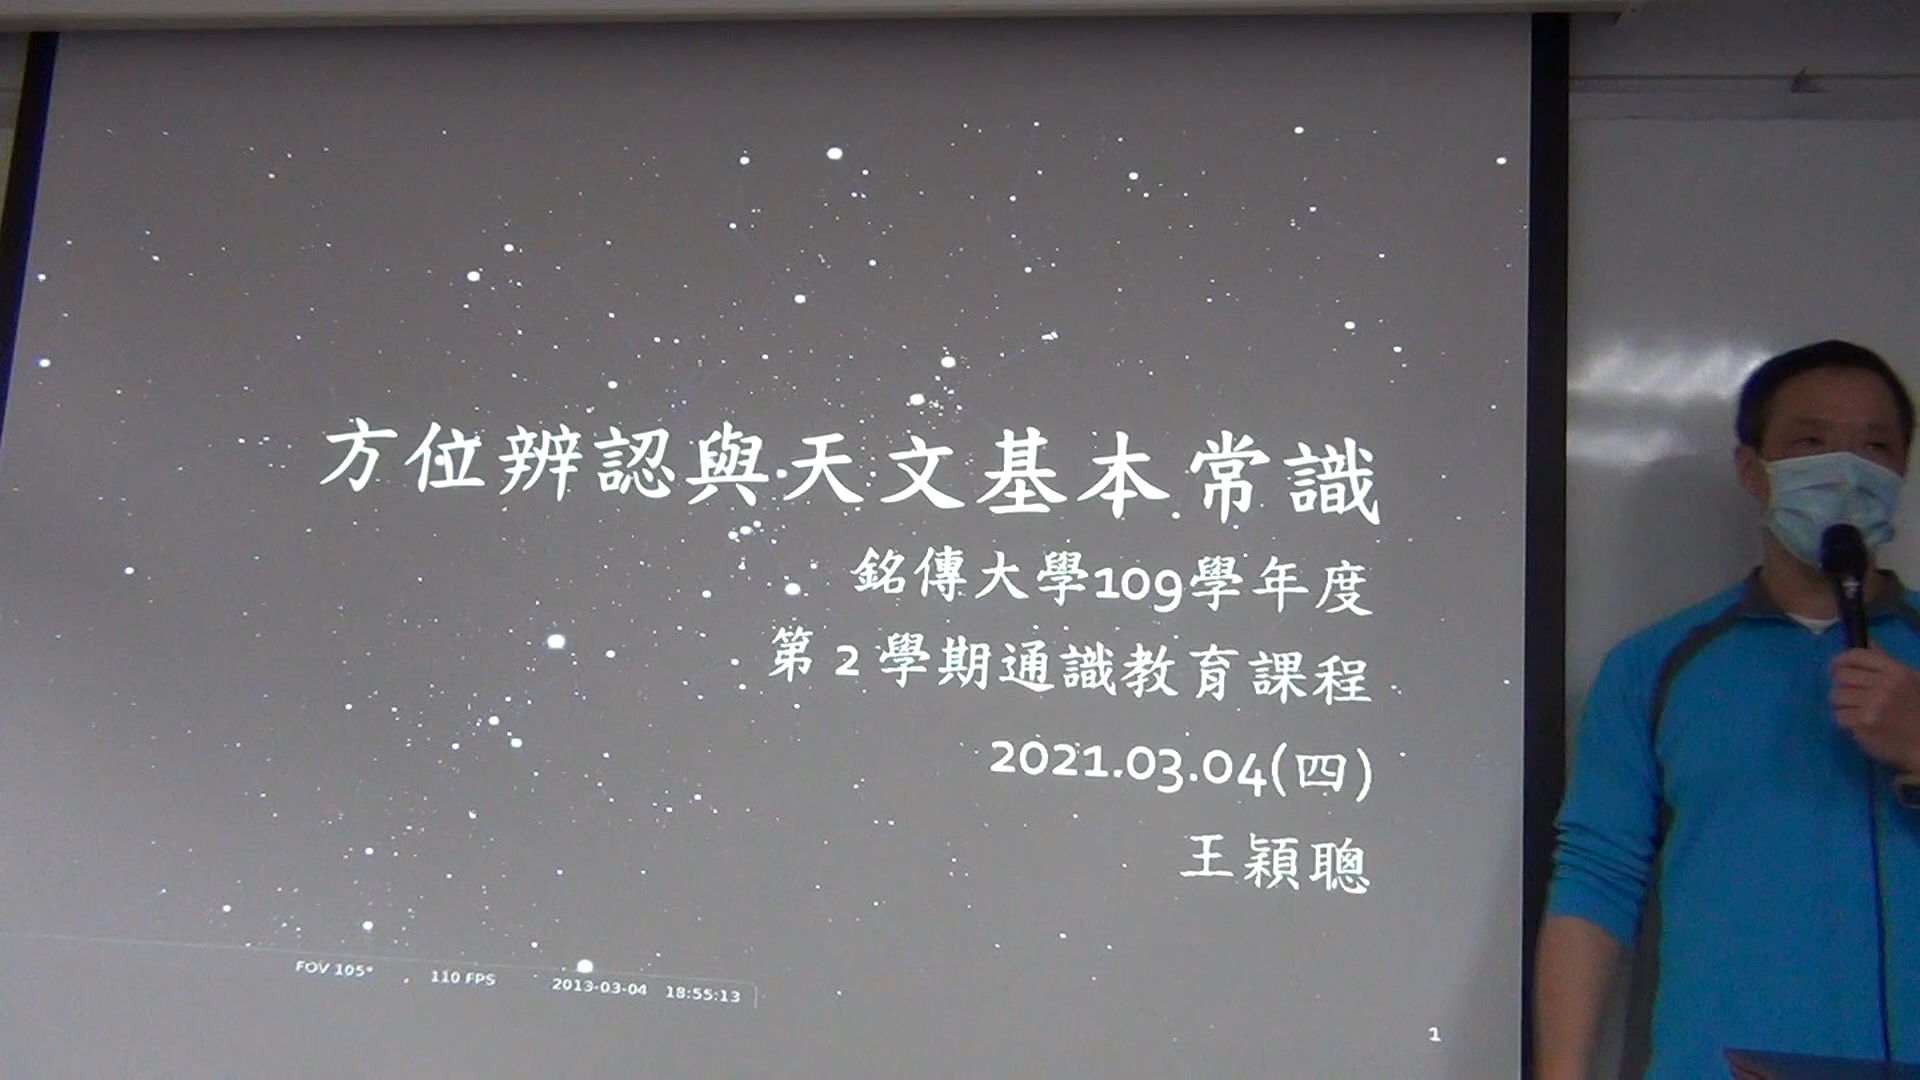 方位辨認與天文基本常識
銘傳大學109學年度
第2學期通識教育課程
2021.03.04(四)
王穎聰
FOV 105° , 110 FPS 2013-03-04 18:55:13
1